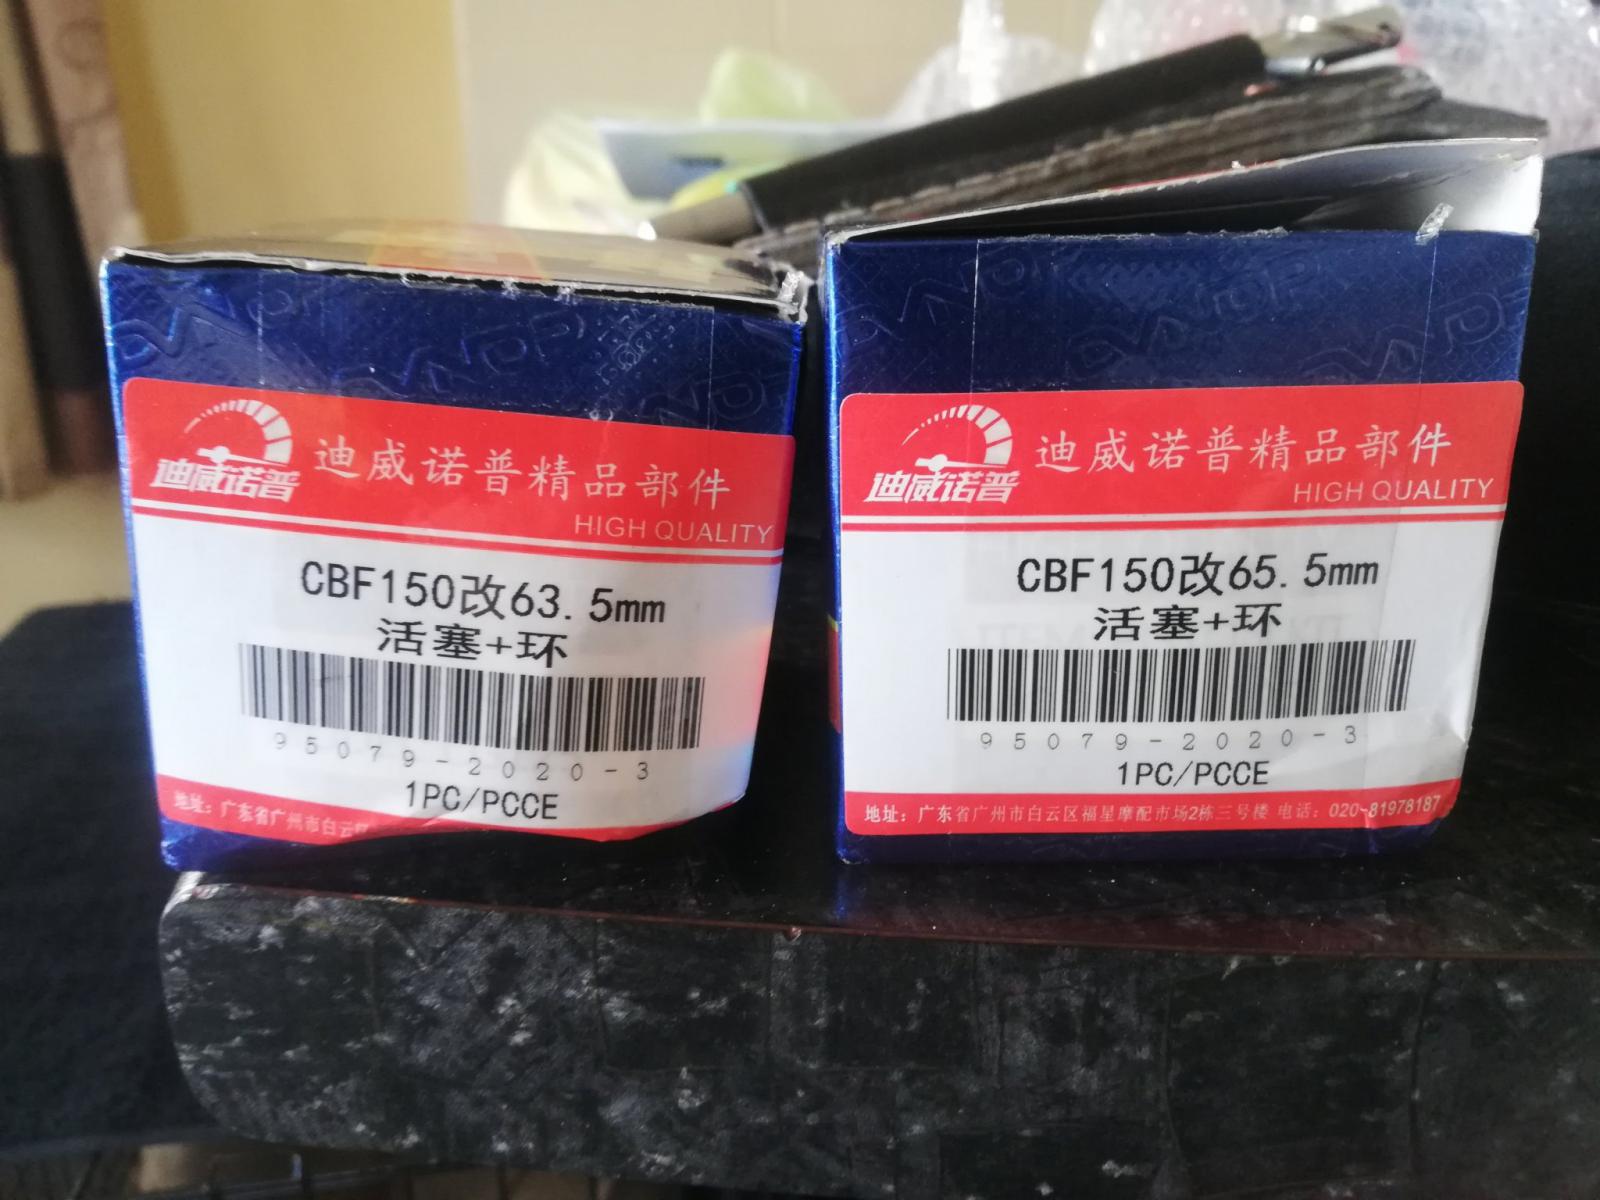 迪威诺普
迪威诺普精品部件
HIGH QUALITY
CBF150改63.5mm
活塞+环
95079-2020-3
1PC/PCCE
地址：广东省广州市白云区
迪威诺普
迪威诺普精品部件
HIGH QUALITY
CBF150改65.5mm
活塞+环
95079-2020-3
1PC/PCCE
地址：广东省广州市白云区福星摩配市场2栋三号楼 电话：020-81978187